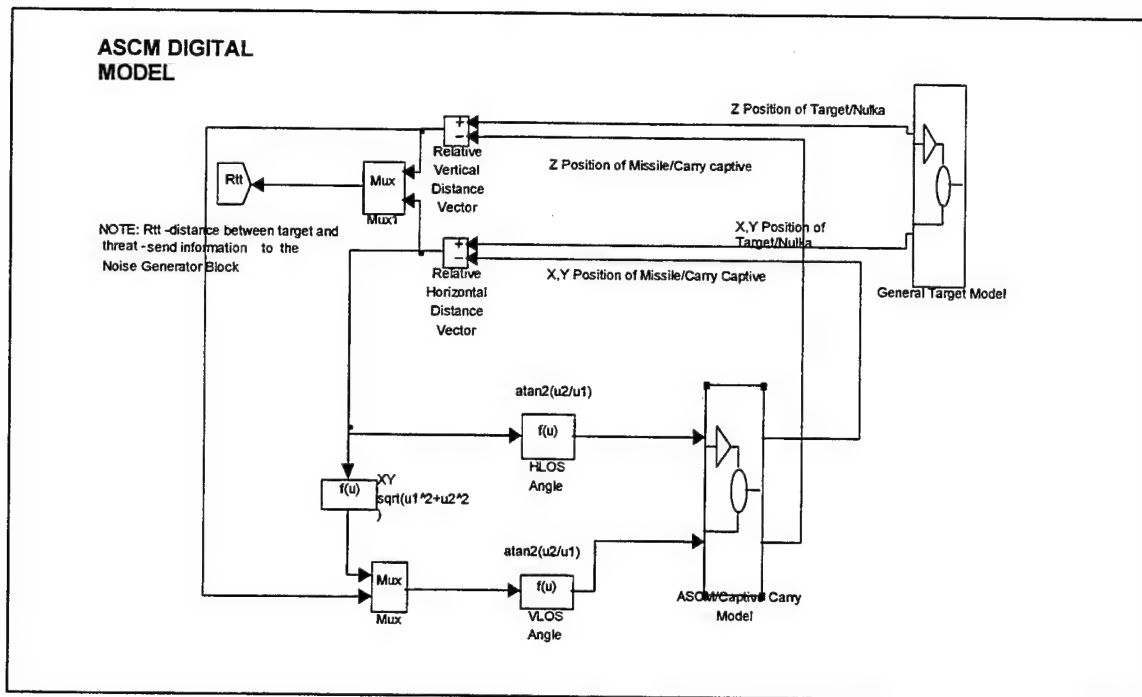 ASCM DIGITAL
MODEL
Z Position of Target/Nulka
+
−
Relative
Vertical
Distance
Vector
Z Position of Missile/Carry captive
Rtt
Mux
Mux1
NOTE: Rtt -distance between target and
threat -send information to the
Noise Generator Block
X,Y Position of
Target/Nulka
+
−
Relative
Horizontal
Distance
Vector
X,Y Position of Missile/Carry Captive
General Target Model
atan2(u2/u1)
f(u)
HLOS
Angle
f(u)
XY
sqrt(u1^2+u2^2
)
atan2(u2/u1)
Mux
Mux
f(u)
VLOS
Angle
ASCM/Captive Carry
Model